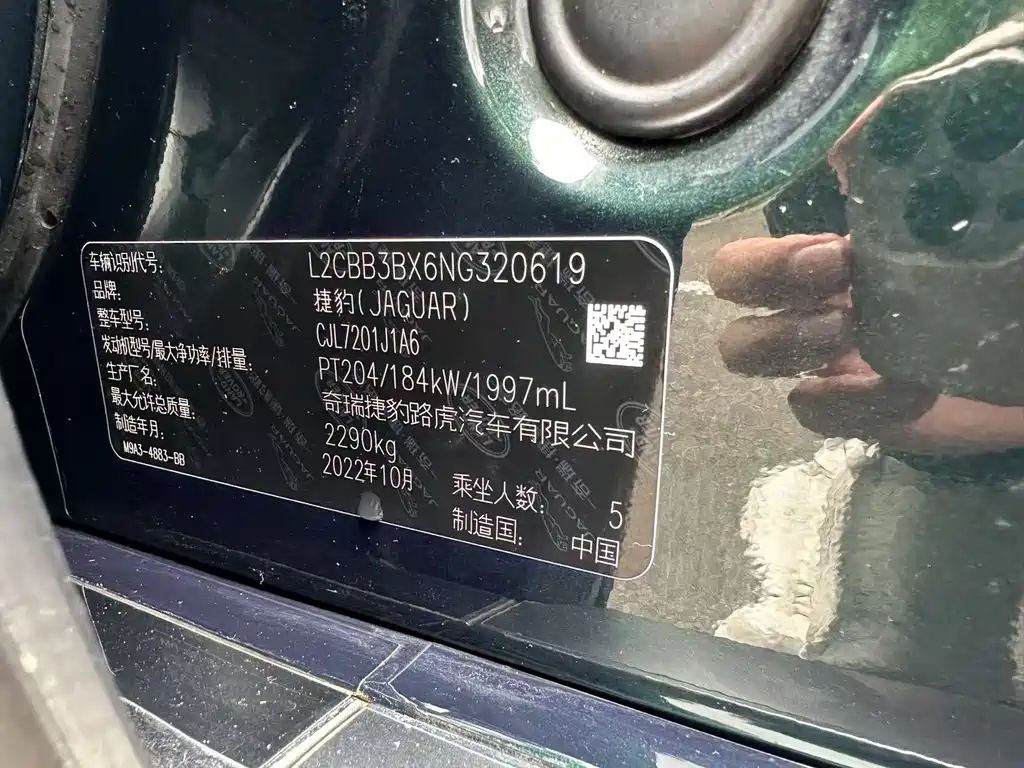 车辆识别代号: L2CBB3BX6NG320619
品牌: 捷豹(JAGUAR)
整车型号: CJL7201J1A6
发动机型号/最大净功率/排量: PT204/184kW/1997mL
生产厂名: 奇瑞捷豹路虎汽车有限公司
最大允许总质量: 2290kg
制造年月: 2022年10月 乘坐人数: 5
M9A3-4883-BB 制造国: 中国